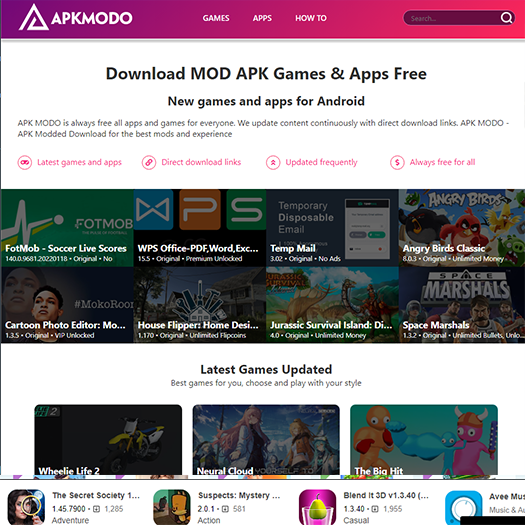 APKMODO
GAMES
APPS
HOW TO
Search...
Download MOD APK Games & Apps Free
New games and apps for Android
APK MODO is always free all apps and games for everyone. We update content continuously with direct download links. APK MODO -
APK Modded Download for the best mods and experience
Latest games and apps
Direct download links
Updated frequently
Always free for all
FOTMOB
FotMob - Soccer Live Scores
140.0.9681.20220118 • Original • No
W P S
WPS Office-PDF,Word,Exc...
15.5 • Original • Premium Unlocked
Temporary
Disposable
Email
Temp Mail
3.02 • Original • No Ads
ANGRY BIRDS
Angry Birds Classic
8.0.3 • Original • Unlimited Money
#MokoRoom
Cartoon Photo Editor: Mo...
1.3.5 • Original • VIP Unlocked
House Flipper: Home Desi...
1.170 • Original • Unlimited Flipcoins
JURASSIC
SURVIVAL
Jurassic Survival Island: Di...
4.0 • Original • Unlimited Money
SPACE
MARSHALS
Space Marshals
1.3.2 • Original • Unlimited Bullets, Unlo...
Latest Games Updated
Best games for you, choose and play with your style
Wheelie Life 2
Neural Cloud
The Big Hit
The Secret Society 1...
1.45.7900 • 1,285
Adventure
Suspects: Mystery ...
2.0.1 • 581
Action
Blend It 3D v1.3.40 (...
1.3.40 • 1,955
Casual
Avee Mus
Music & Au